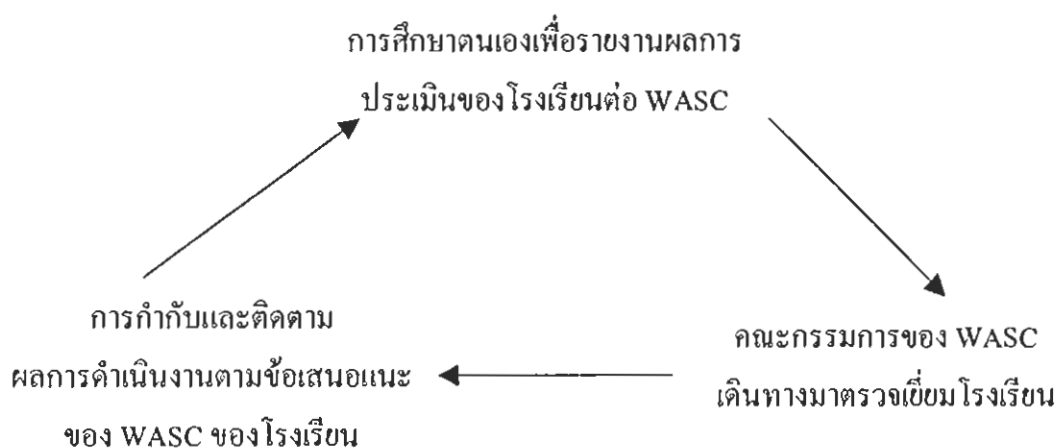 การศึกษาตนเองเพื่อรายงานผลการ
ประเมินของโรงเรียนต่อ WASC
คณะกรรมการของ WASC
เดินทางมาตรวจเยี่ยมโรงเรียน
การกำกับและติดตาม
ผลการดำเนินงานตามข้อเสนอแนะ
ของ WASC ของโรงเรียน